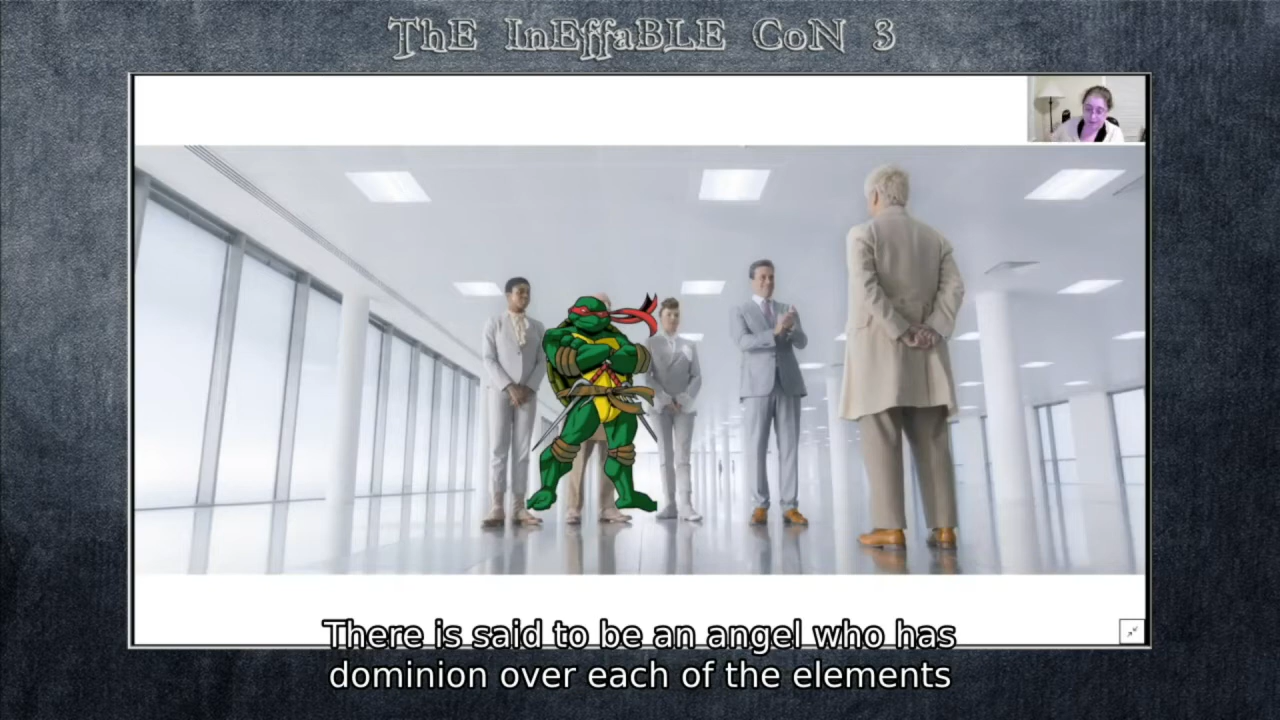 ThE InEffaBLE CoN 3
There is said to be an angel who has
dominion over each of the elements